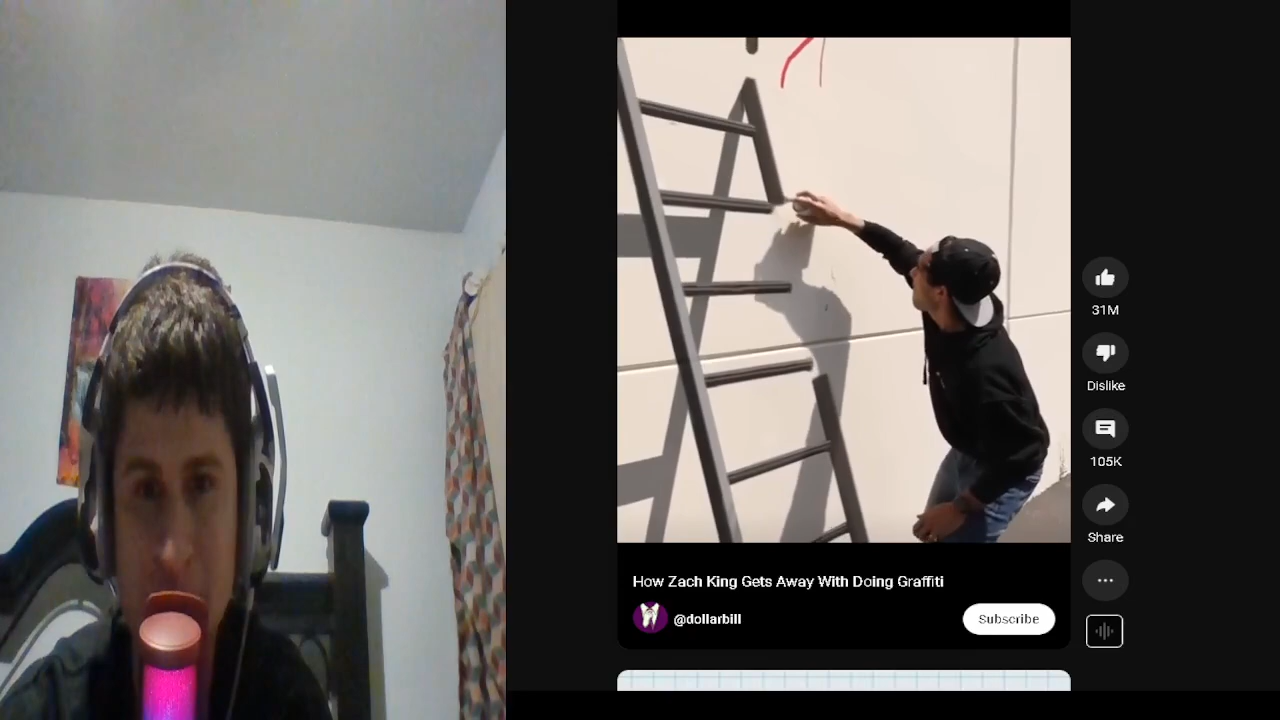 31M
Dislike
105K
Share
How Zach King Gets Away With Doing Graffiti
@dollarbill
Subscribe